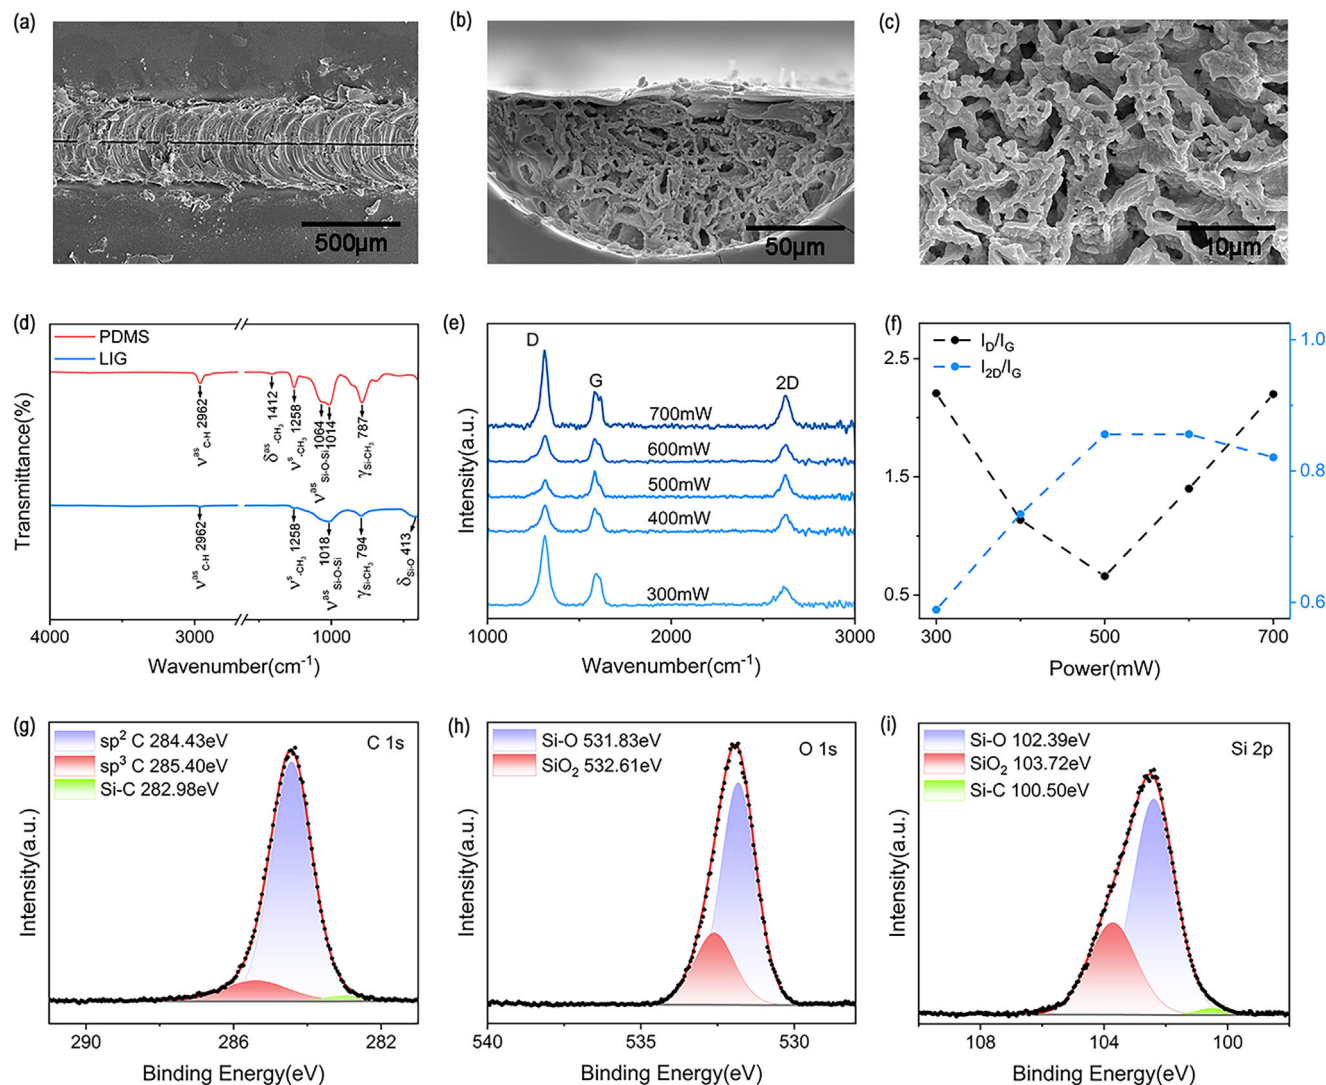 (a)
500μm
(b)
50μm
(c)
10μm
(d)
PDMS
LIG
ν^as C-H 2962
δ^as -CH₃ 1412
ν^s -CH₃ 1258
ν^as Si-O-Si 1064 1014
γ Si-CH₃ 787
ν^as C-H 2962
ν^s -CH₃ 1258
ν^as Si-O-Si 1018
γ Si-CH₃ 794
δ Si-O 413
Transmittance(%)
4000 3000 1000
Wavenumber(cm⁻¹)
(e)
D
G
2D
700mW
600mW
500mW
400mW
300mW
Intensity(a.u.)
1000 1500 2000 2500 3000
Wavenumber(cm⁻¹)
(f)
I_D/I_G
I_2D/I_G
2.5
1.5
0.5
1.0
0.8
0.6
300 500 700
Power(mW)
(g)
sp² C 284.43eV
sp³ C 285.40eV
Si-C 282.98eV
C 1s
Intensity(a.u.)
290 286 282
Binding Energy(eV)
(h)
Si-O 531.83eV
SiO₂ 532.61eV
O 1s
Intensity(a.u.)
540 535 530
Binding Energy(eV)
(i)
Si-O 102.39eV
SiO₂ 103.72eV
Si-C 100.50eV
Si 2p
Intensity(a.u.)
108 104 100
Binding Energy(eV)